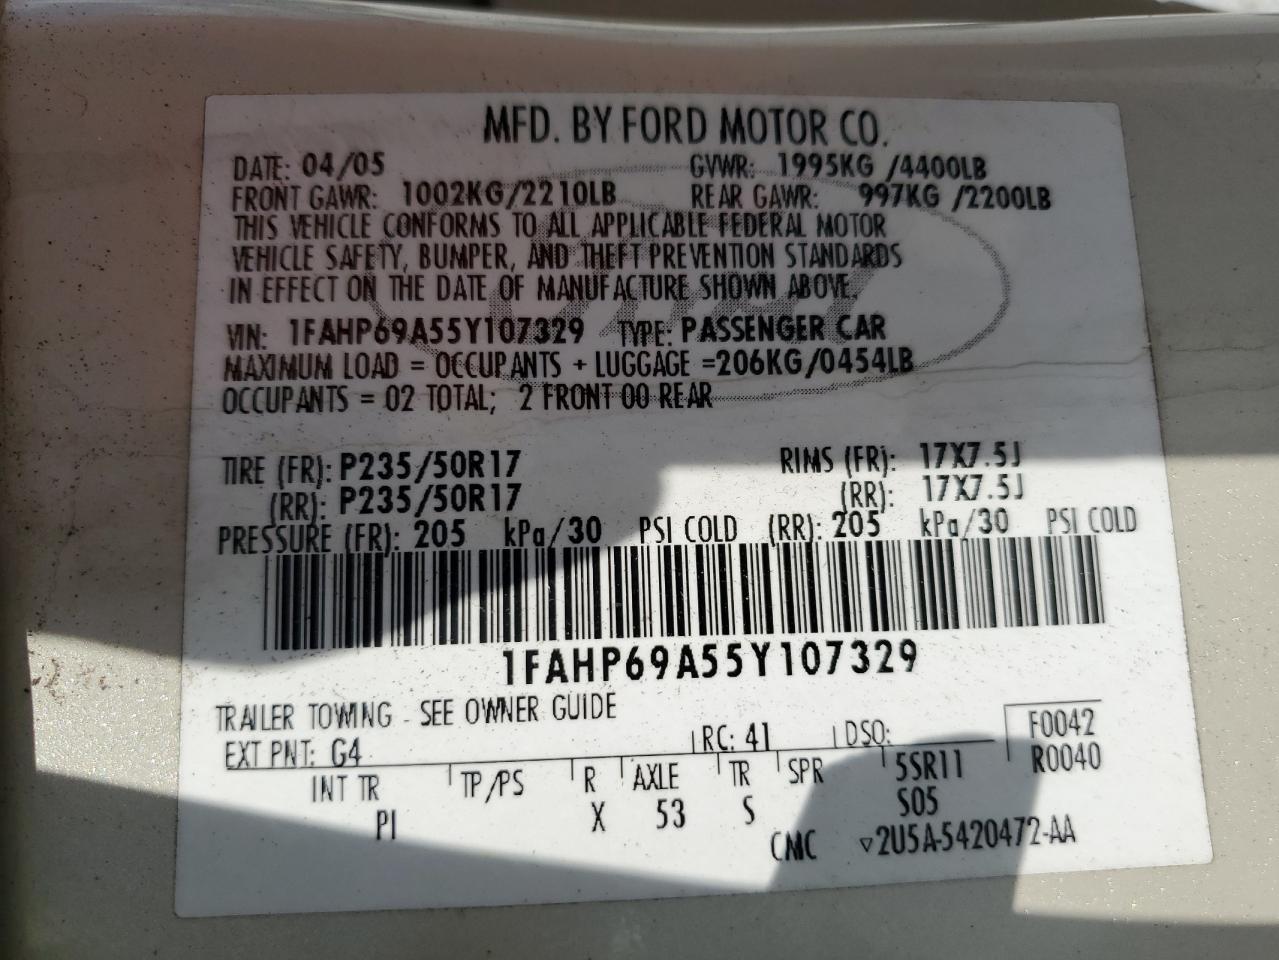 MFD. BY FORD MOTOR CO.
DATE: 04/05 GVWR: 1995KG /4400LB
FRONT GAWR: 1002KG/2210LB REAR GAWR: 997KG /2200LB
THIS VEHICLE CONFORMS TO ALL APPLICABLE FEDERAL MOTOR
VEHICLE SAFETY, BUMPER, AND THEFT PREVENTION STANDARDS
IN EFFECT ON THE DATE OF MANUFACTURE SHOWN ABOVE.
VIN: 1FAHP69A55Y107329 TYPE: PASSENGER CAR
MAXIMUM LOAD = OCCUPANTS + LUGGAGE =206KG/0454LB
OCCUPANTS = 02 TOTAL; 2 FRONT 00 REAR
TIRE (FR): P235/50R17 RIMS (FR): 17X7.5J
(RR): P235/50R17 (RR): 17X7.5J
PRESSURE (FR): 205 kPa/30 PSI COLD (RR): 205 kPa/30 PSI COLD
1FAHP69A55Y107329
TRAILER TOWING - SEE OWNER GUIDE
EXT PNT: G4 RC: 41 DSO: F0042
INT TR TP/PS R AXLE TR SPR 5SR11 R0040
PI X 53 S S05
CMC ▿2U5A-5420472-AA